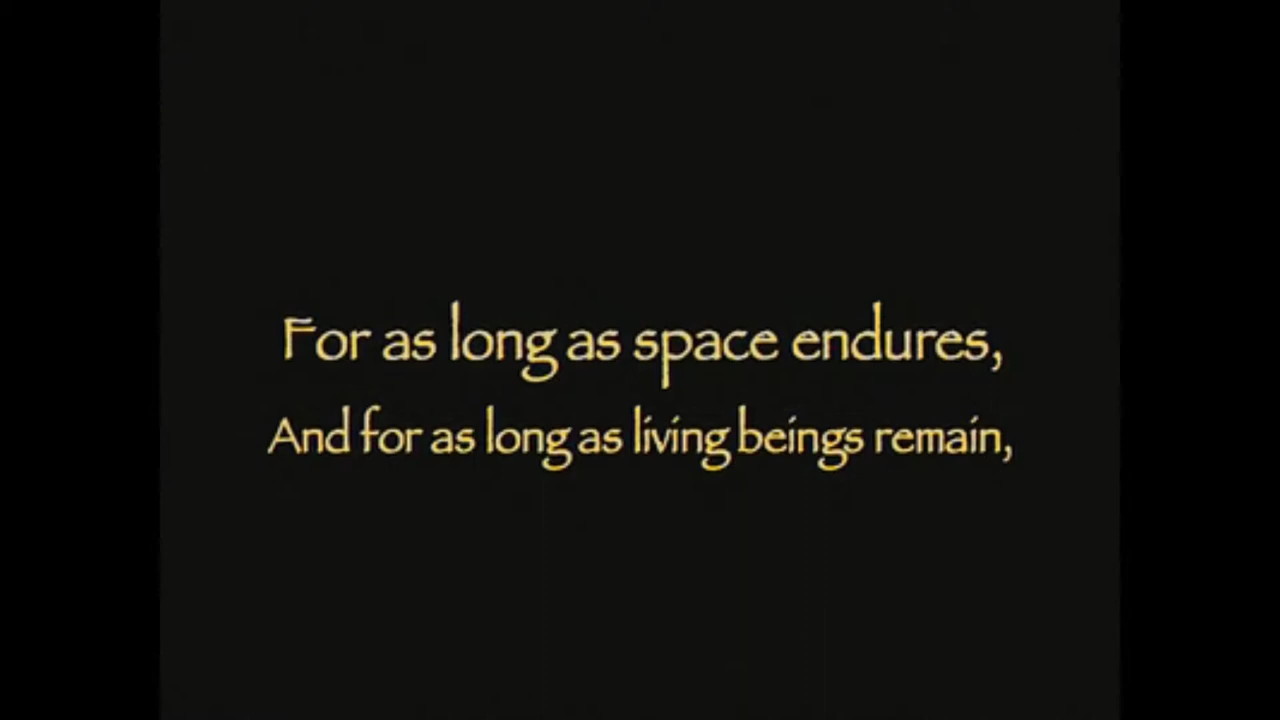 For as long as space endures,
And for as long as living beings remain,